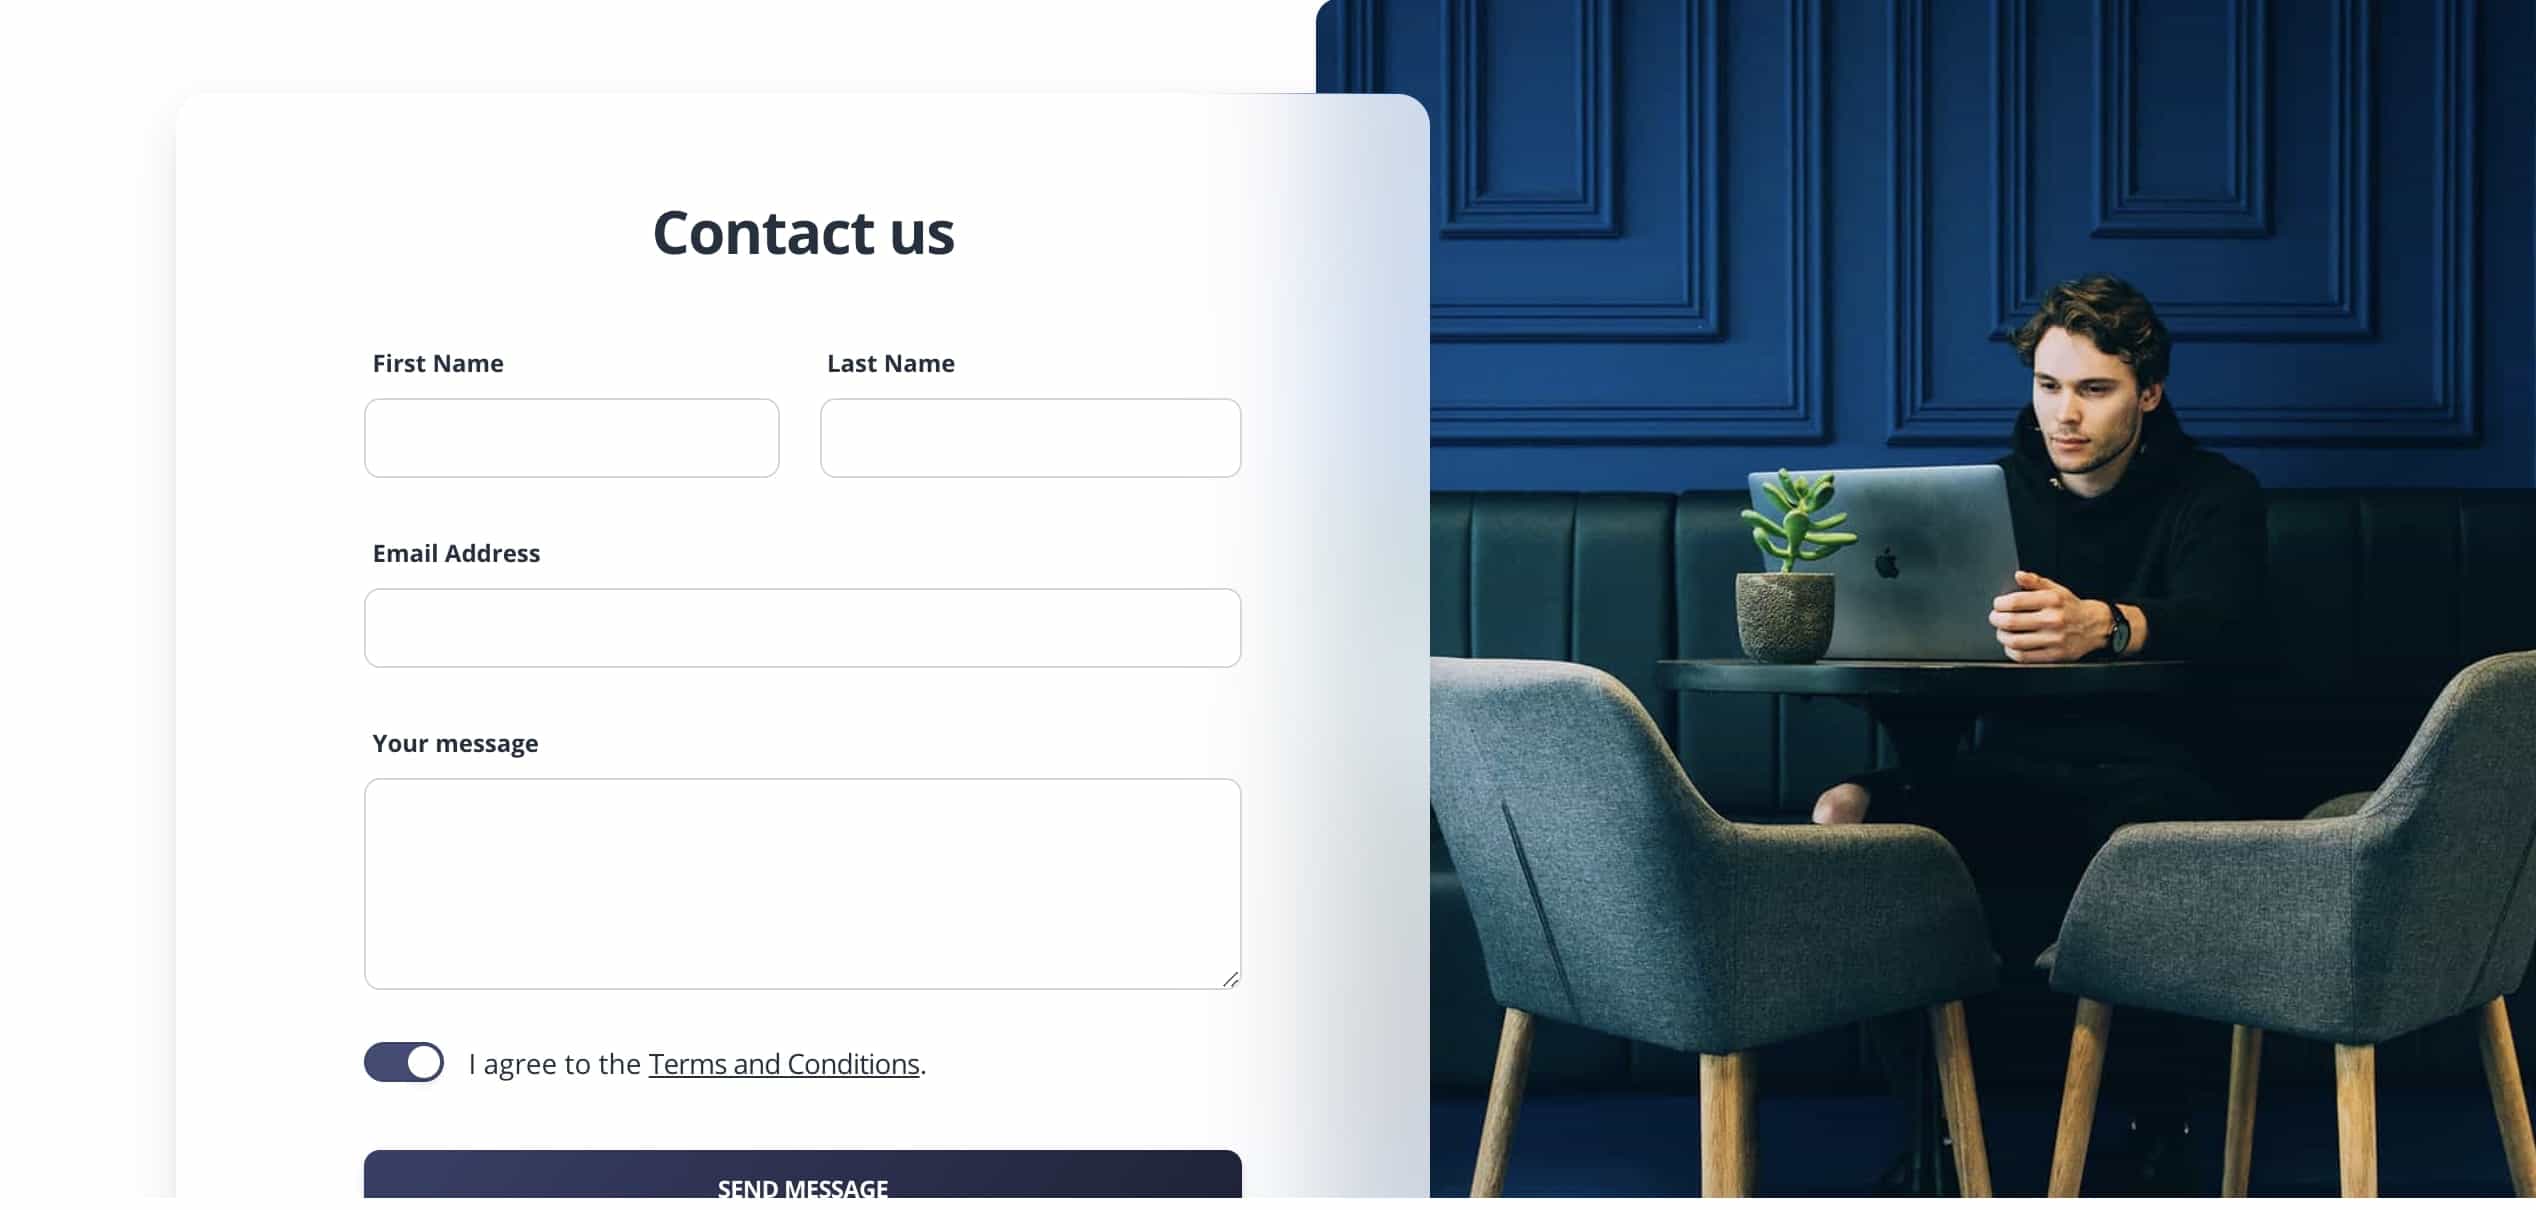 Contact us
First Name
Last Name
Email Address
Your message
I agree to the Terms and Conditions.
SEND MESSAGE